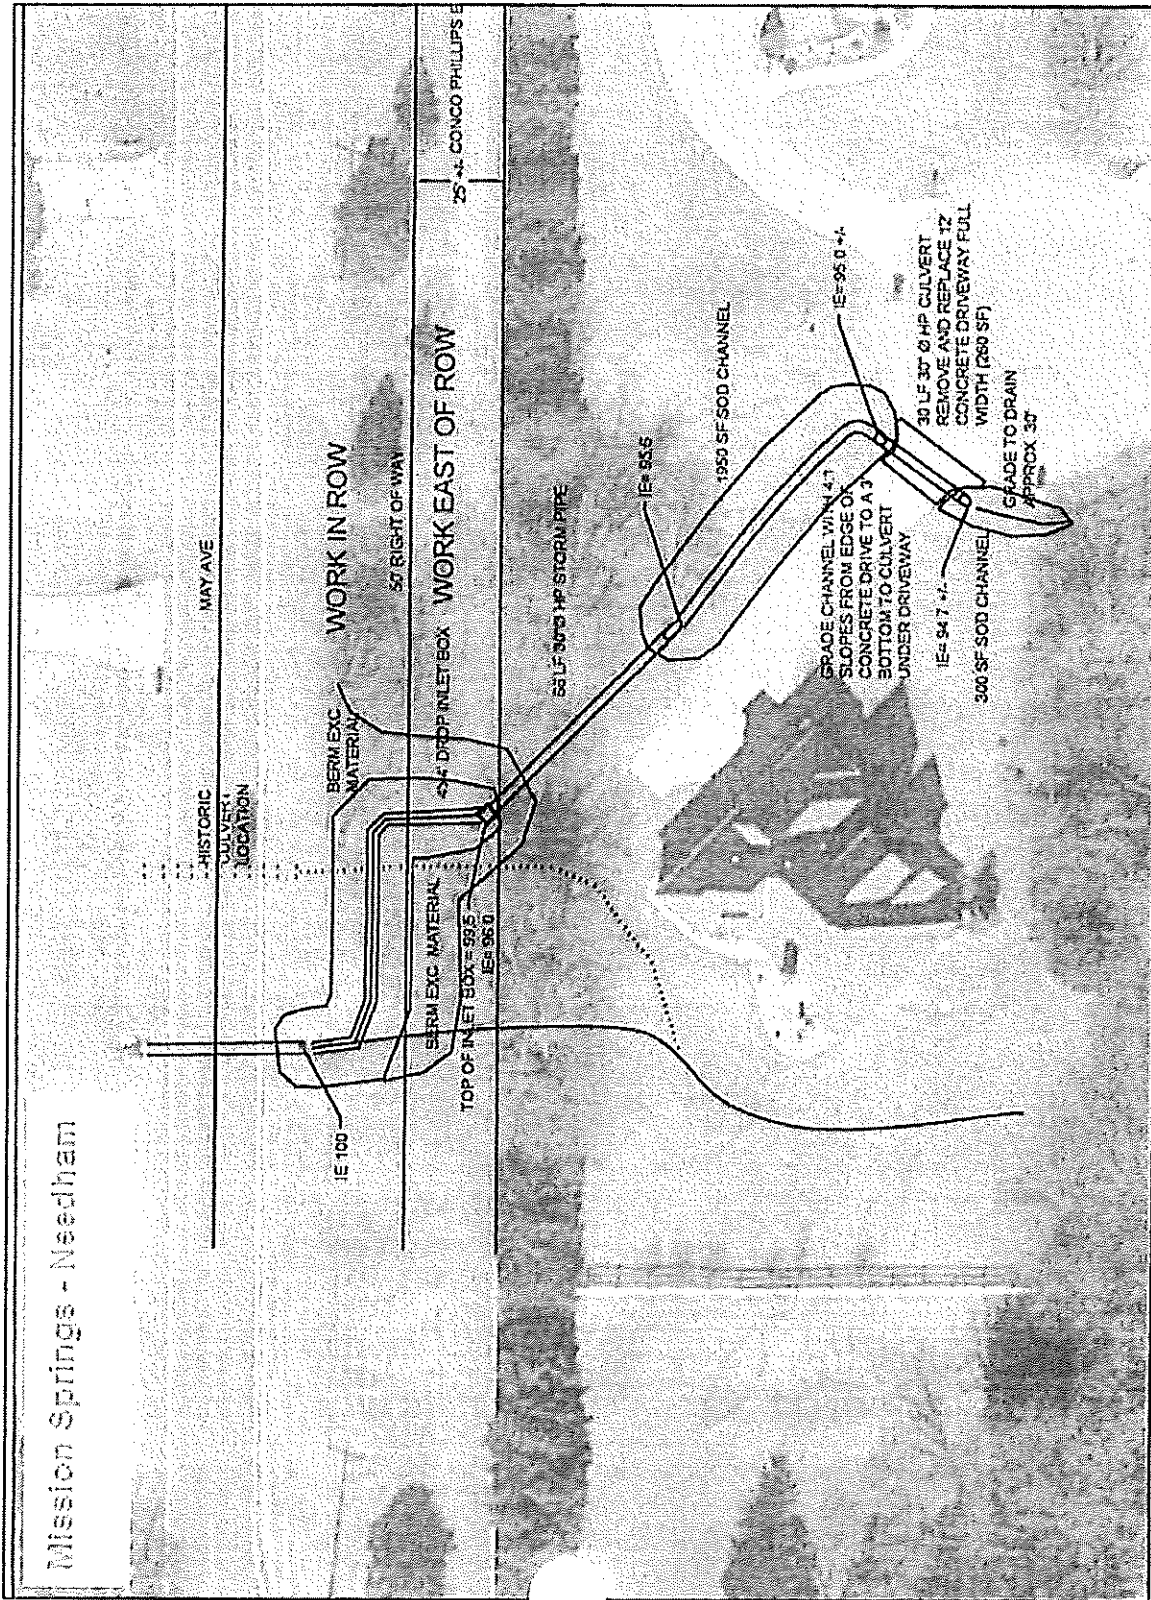 Mission Springs - Needham
MAY AVE
HISTORIC
CULVERT
LOCATION
WORK IN ROW
BERM EXC.
MATERIAL
50' RIGHT OF WAY
25' +/- CONCO PHILLIPS E
4'x4' DROP INLET BOX
WORK EAST OF ROW
IE 100
BERM EXC. MATERIAL
TOP OF INLET BOX = 99.5
IE= 96.0
HP STORM PIPE
IE= 95.5
1950 SF SOD CHANNEL
IE= 95.0 +/-
GRADE CHANNEL WITH 4:1
SLOPES FROM EDGE OF
CONCRETE DRIVE TO A 3'
BOTTOM TO CULVERT
UNDER DRIVEWAY
30 LF 30" Ø HP CULVERT
REMOVE AND REPLACE 12'
CONCRETE DRIVEWAY FULL
WIDTH (260 SF)
IE= 94.7 +/-
300 SF SOD CHANNEL
GRADE TO DRAIN
APPROX. 30'